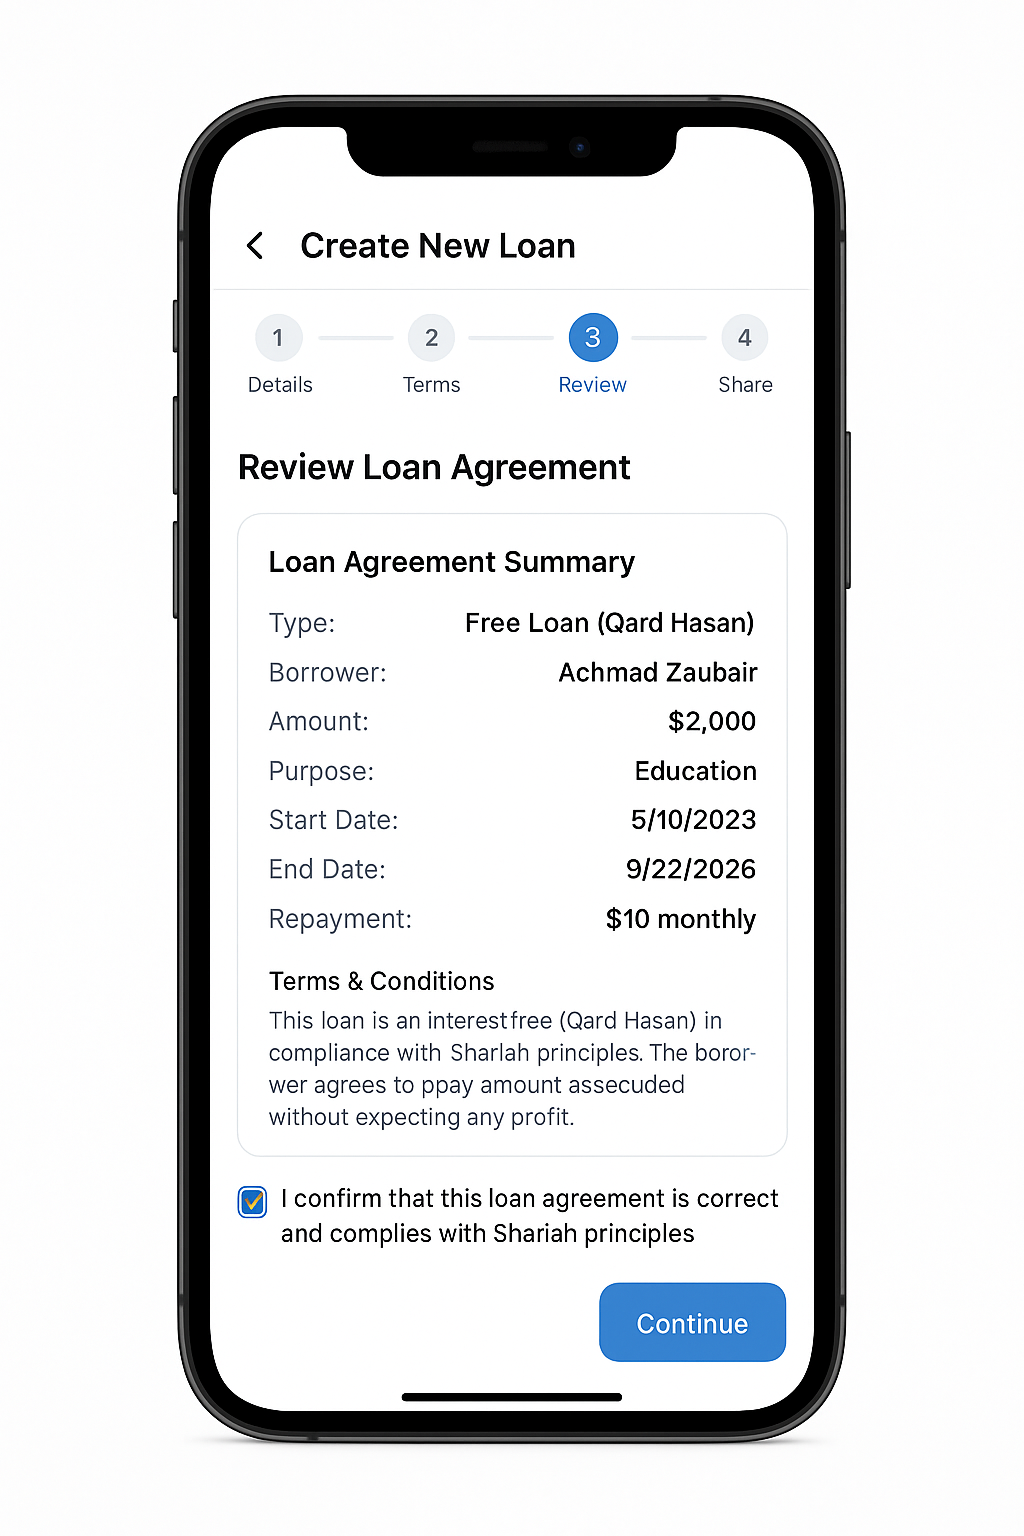 Create New Loan
1 2 3 4
Details Terms Review Share
Review Loan Agreement
Loan Agreement Summary
Type: Free Loan (Qard Hasan)
Borrower: Achmad Zaubair
Amount: $2,000
Purpose: Education
Start Date: 5/10/2023
End Date: 9/22/2026
Repayment: $10 monthly
Terms & Conditions
This loan is an interestfree (Qard Hasan) in
compliance with Sharlah principles. The boror-
wer agrees to ppay amount assecuded
without expecting any profit.
I confirm that this loan agreement is correct
and complies with Shariah principles
Continue